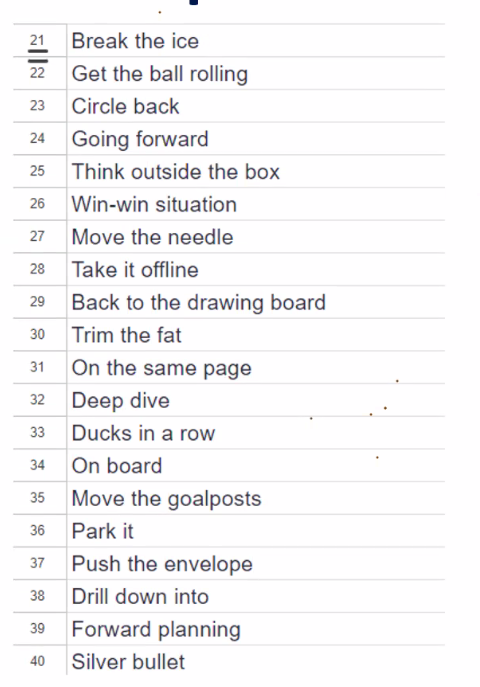 21 Break the ice
22 Get the ball rolling
23 Circle back
24 Going forward
25 Think outside the box
26 Win-win situation
27 Move the needle
28 Take it offline
29 Back to the drawing board
30 Trim the fat
31 On the same page
32 Deep dive
33 Ducks in a row
34 On board
35 Move the goalposts
36 Park it
37 Push the envelope
38 Drill down into
39 Forward planning
40 Silver bullet